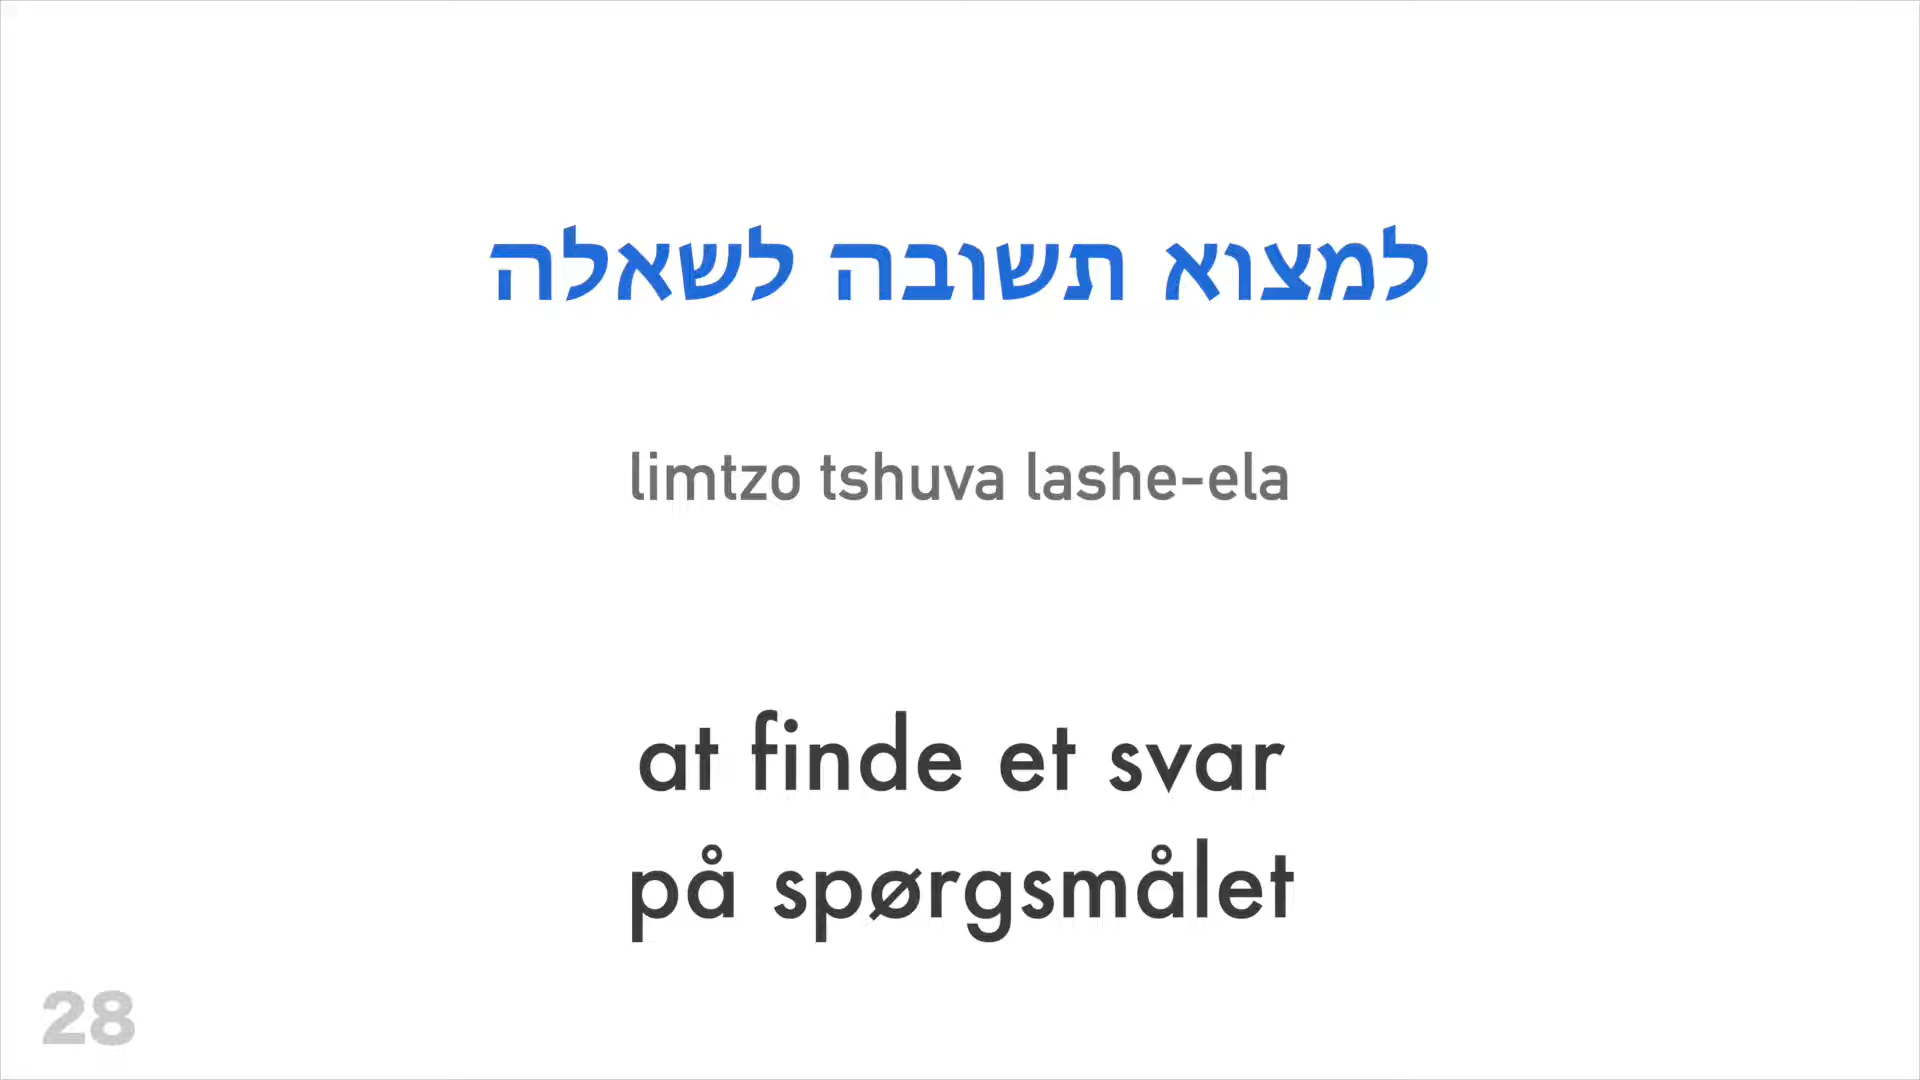 למצוא תשובה לשאלה
limtzo tshuva lashe-ela
at finde et svar
på spørgsmålet
28